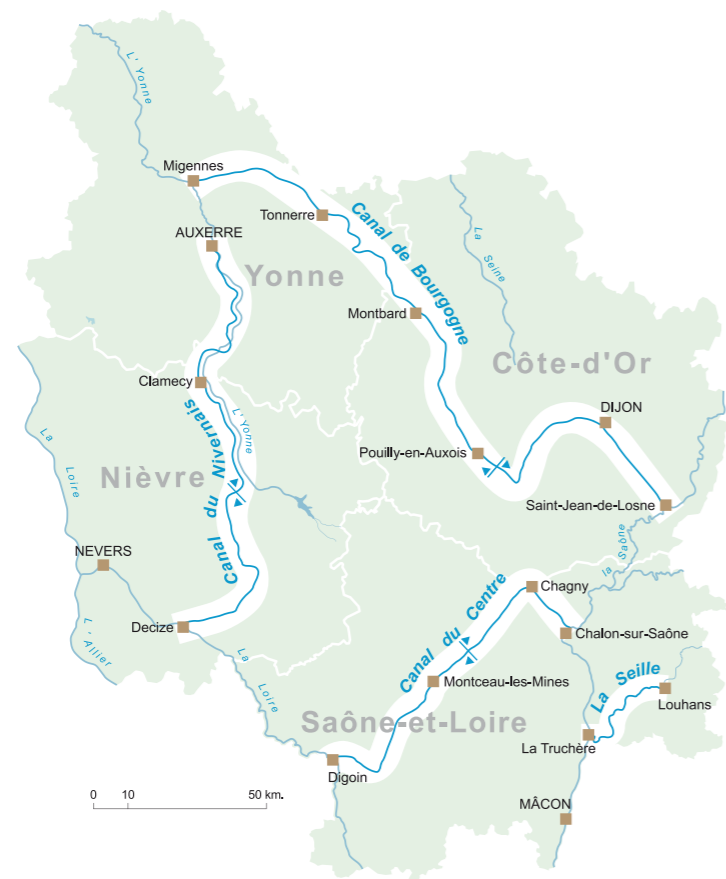 L'Yonne
Migennes
Tonnerre
Canal de Bourgogne
La Seine
AUXERRE
Yonne
Montbard
Côte-d'Or
Clamecy
DIJON
L'Yonne
La Loire
Canal du Nivernais
Pouilly-en-Auxois
Nièvre
Saint-Jean-de-Losne
la Saône
NEVERS
Chagny
Canal du Centre
Decize
L'Allier
La Loire
Chalon-sur-Saône
La Seille
Montceau-les-Mines
Louhans
Saône-et-Loire
La Truchère
Digoin
0 10 50 km.
MÂCON